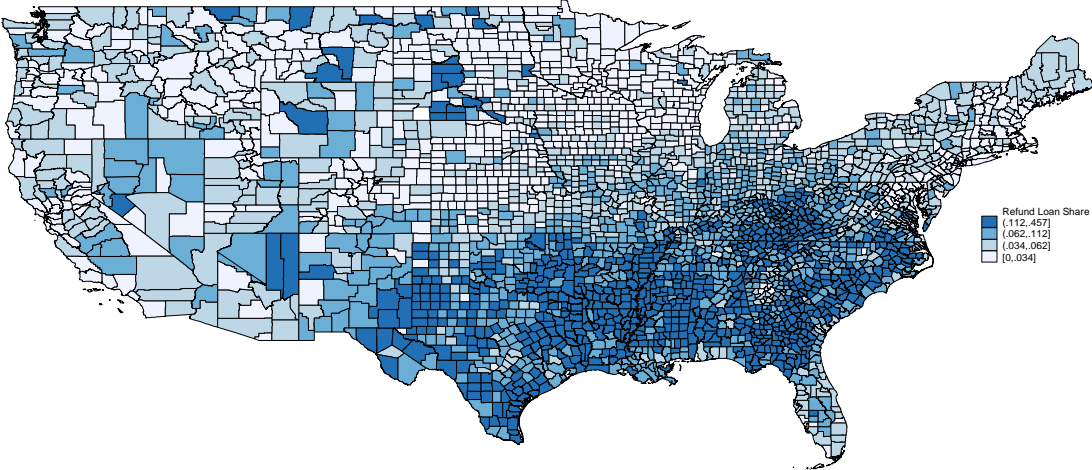 Refund Loan Share
(.112,.457]
(.062,.112]
(.034,.062]
[0,.034]